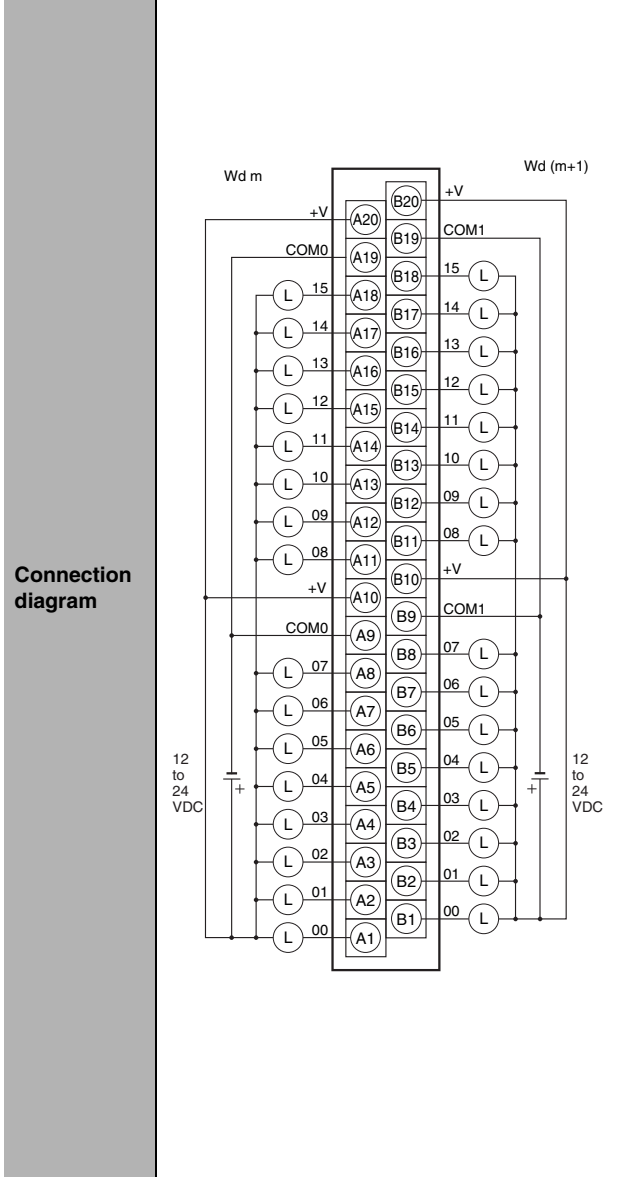 Connection
diagram
Wd m
Wd (m+1)
+V A20
COM0 A19
15 L A18
14 L A17
13 L A16
12 L A15
11 L A14
10 L A13
09 L A12
08 L A11
+V A10
COM0 A9
07 L A8
06 L A7
05 L A6
04 L A5
03 L A4
02 L A3
01 L A2
00 L A1
12
to
24
VDC
+
B20 +V
B19 COM1
B18 15 L
B17 14 L
B16 13 L
B15 12 L
B14 11 L
B13 10 L
B12 09 L
B11 08 L
B10 +V
B9 COM1
B8 07 L
B7 06 L
B6 05 L
B5 04 L
B4 03 L
B3 02 L
B2 01 L
B1 00 L
+
12
to
24
VDC